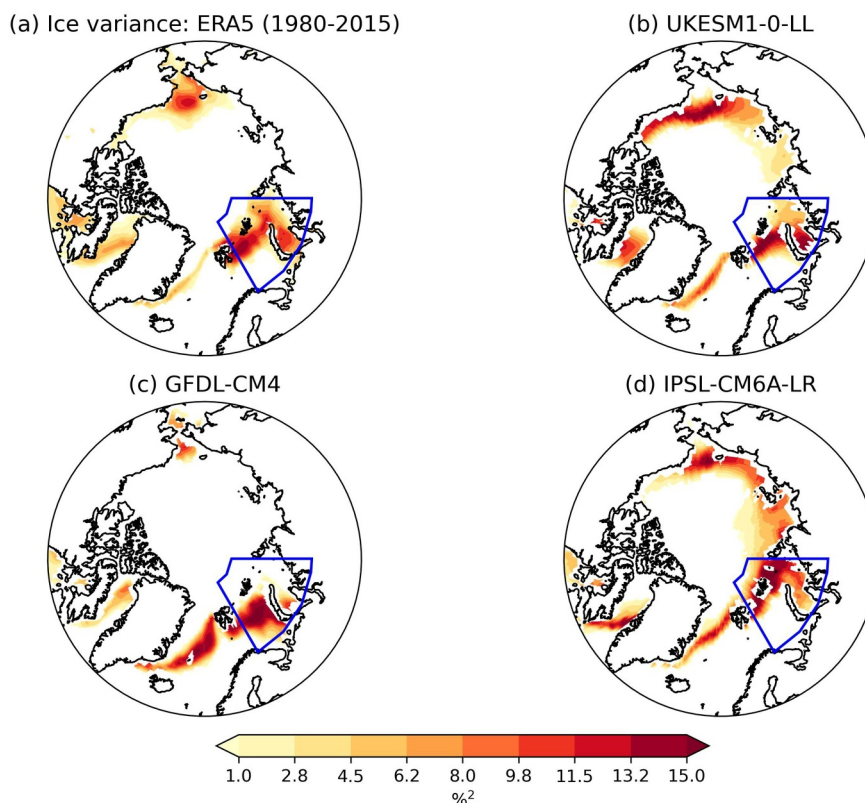 (a) Ice variance: ERA5 (1980-2015)
(b) UKESM1-0-LL
(c) GFDL-CM4
(d) IPSL-CM6A-LR
1.0 2.8 4.5 6.2 8.0 9.8 11.5 13.2 15.0
%²